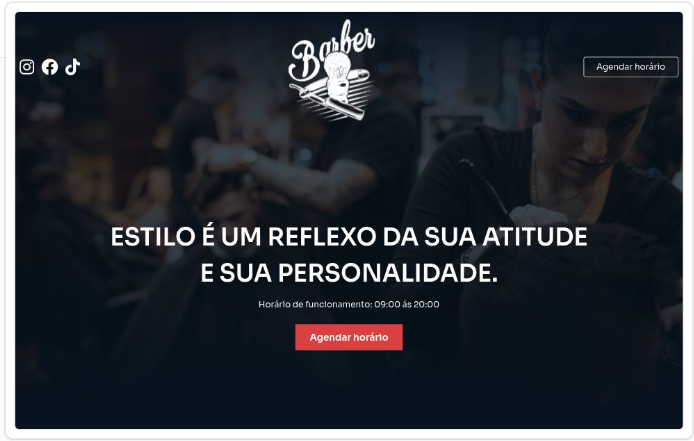 Barber
Agendar horário
ESTILO É UM REFLEXO DA SUA ATITUDE
E SUA PERSONALIDADE.
Horário de funcionamento: 09:00 ás 20:00
Agendar horário